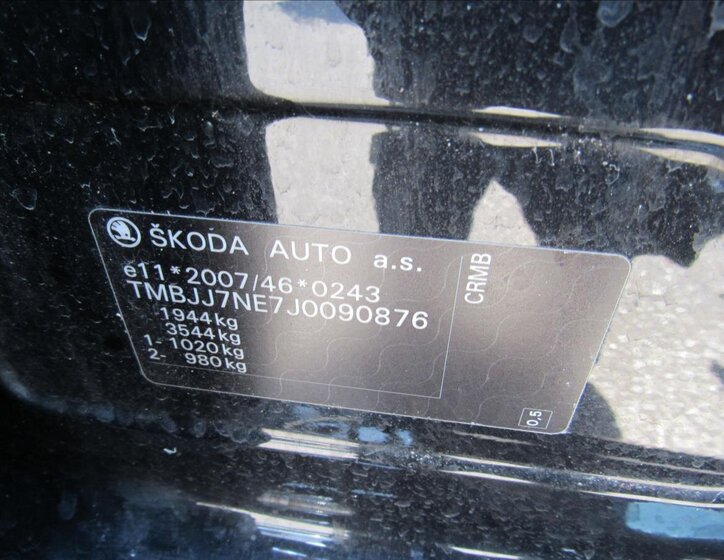 ŠKODA AUTO a.s.
e11*2007/46*0243
TMBJJ7NE7J0090876
1944kg
3544kg
1- 1020kg
2- 980kg
CRMB
0,5